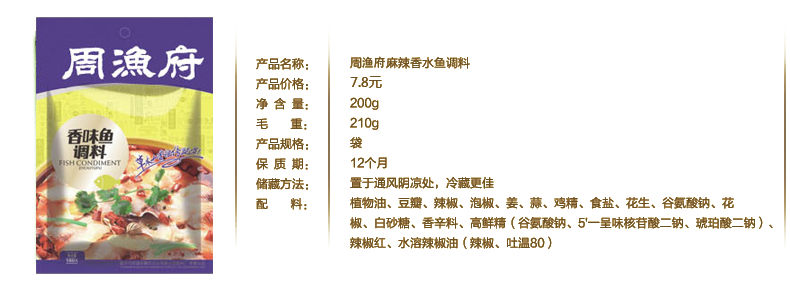 周漁府
香味鱼
调料
FISH CONDIMENT
ZHOUYUFU
产品名称： 周渔府麻辣香水鱼调料
产品价格： 7.8元
净 含 量： 200g
毛 重： 210g
产品规格： 袋
保 质 期： 12个月
储藏方法： 置于通风阴凉处，冷藏更佳
配 料： 植物油、豆瓣、辣椒、泡椒、姜、蒜、鸡精、食盐、花生、谷氨酸钠、花
椒、白砂糖、香辛料、高鲜精（谷氨酸钠、5'一呈味核苷酸二钠、琥珀酸二钠）、
辣椒红、水溶辣椒油（辣椒、吐温80）